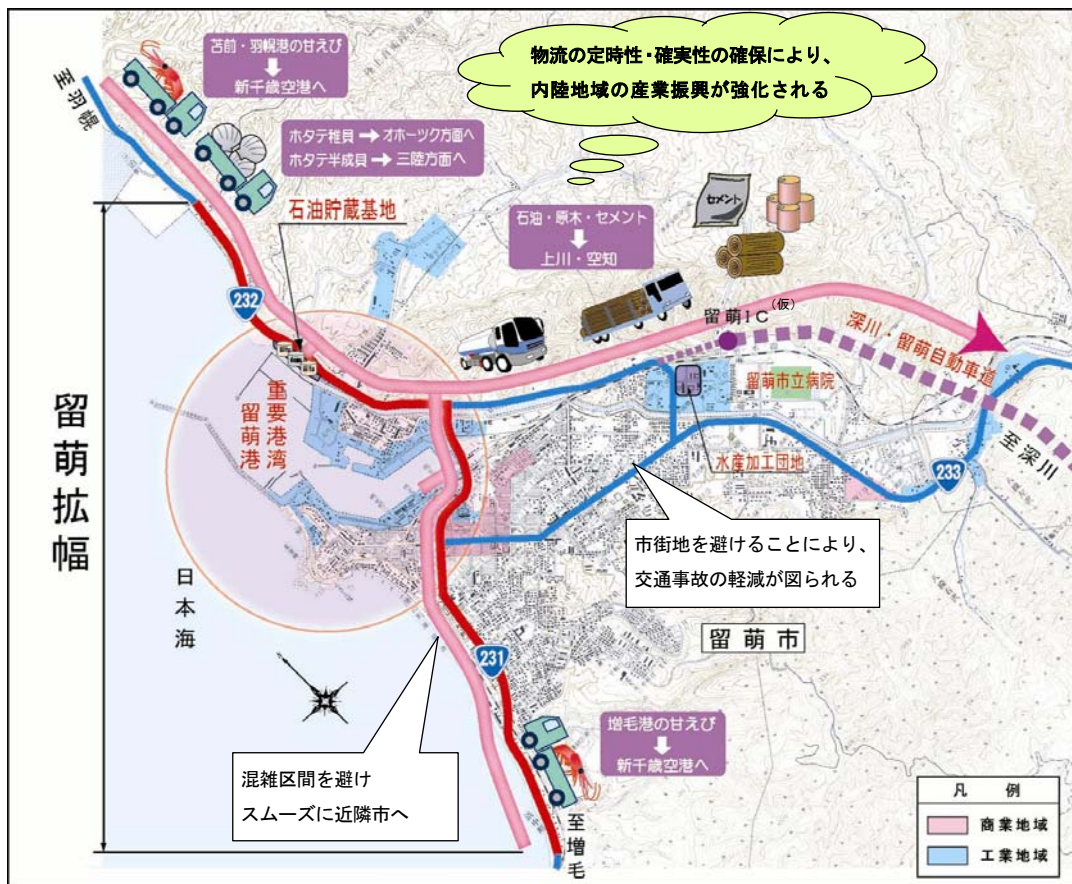 物流の定時性・確実性の確保により、
内陸地域の産業振興が強化される
苫前・羽幌港の甘えび
新千歳空港へ
至羽幌
ホタテ稚貝→オホーツク方面へ
ホタテ半成貝→三陸方面へ
石油貯蔵基地
石油・原木・セメント
上川・空知
セメント
232
留萌IC(仮)
深川・留萌自動車道
至深川
留萌市立病院
水産加工団地
233
重要港湾
留萌港
留萌拡幅
日本海
市街地を避けることにより、
交通事故の軽減が図られる
留萌市
231
増毛港の甘えび
新千歳空港へ
混雑区間を避け
スムーズに近隣市へ
至増毛
凡例
商業地域
工業地域